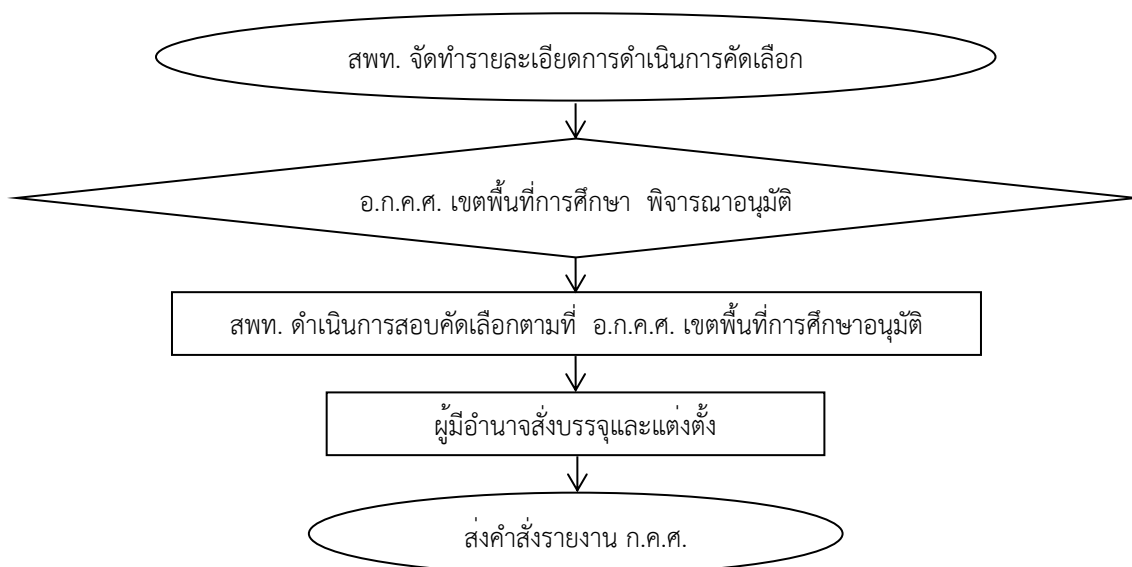 สพท. จัดทำรายละเอียดการดำเนินการคัดเลือก
อ.ก.ค.ศ. เขตพื้นที่การศึกษา พิจารณาอนุมัติ
สพท. ดำเนินการสอบคัดเลือกตามที่ อ.ก.ค.ศ. เขตพื้นที่การศึกษาอนุมัติ
ผู้มีอำนาจสั่งบรรจุและแต่งตั้ง
ส่งคำสั่งรายงาน ก.ค.ศ.